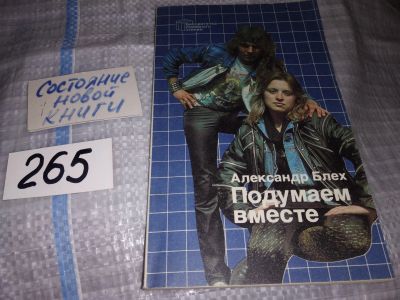 Состояние
новой
книги
265
Александр Блех
Подумаем
вместе